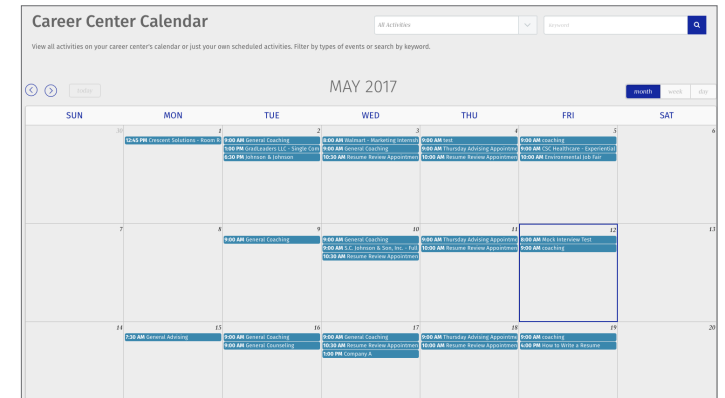 Career Center Calendar
All Activities
keyword
View all activities on your career center's calendar or just your own scheduled activities. Filter by types of events or search by keyword.
MAY 2017
month week day
SUN MON TUE WED THU FRI SAT
30 1 2 3 4 5 6
12:45 PM Crescent Solutions - Room B
9:00 AM General Coaching
1:00 PM GradLeaders LLC - Single Com
6:30 PM Johnson & Johnson
8:00 AM Walmart - Marketing Internsh
9:00 AM General Coaching
10:30 AM Resume Review Appointmen
9:00 AM test
9:00 AM Thursday Advising Appointme
10:00 AM Resume Review Appointmen
9:00 AM coaching
9:00 AM CSC Healthcare - Experiential
10:00 AM Environmental Job Fair
7 8 9 10 11 12 13
9:00 AM General Coaching
9:00 AM General Coaching
9:00 AM S.C. Johnson & Son, Inc. - Fall
10:30 AM Resume Review Appointmen
9:00 AM Thursday Advising Appointme
10:00 AM Resume Review Appointmen
8:00 AM Mock Interview Test
9:00 AM coaching
14 15 16 17 18 19 20
7:30 AM General Advising
9:00 AM General Coaching
9:00 AM General Counseling
9:00 AM General Coaching
10:30 AM Resume Review Appointmen
1:00 PM Company A
9:00 AM Thursday Advising Appointme
10:00 AM Resume Review Appointmen
9:00 AM coaching
4:00 PM How to Write a Resume